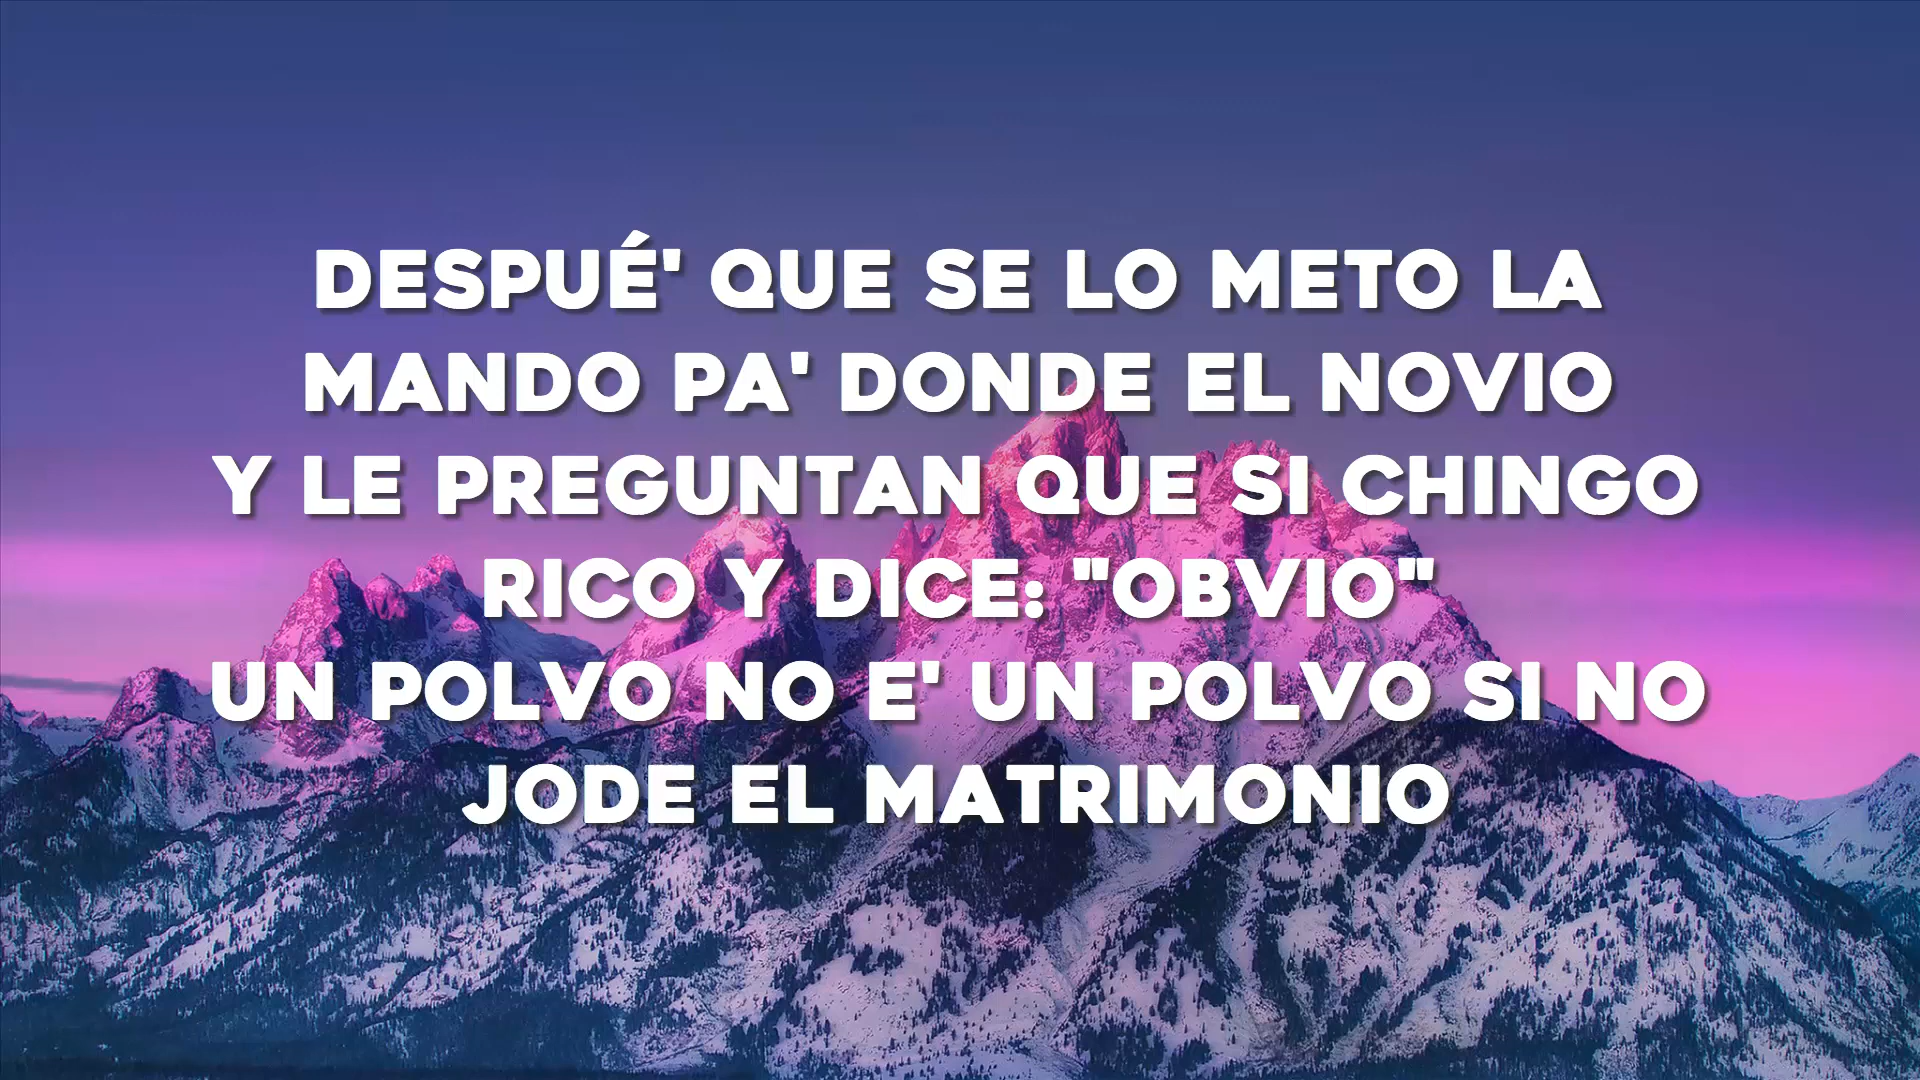 DESPUÉ' QUE SE LO METO LA
MANDO PA' DONDE EL NOVIO
Y LE PREGUNTAN QUE SI CHINGO
RICO Y DICE: "OBVIO"
UN POLVO NO E' UN POLVO SI NO
JODE EL MATRIMONIO